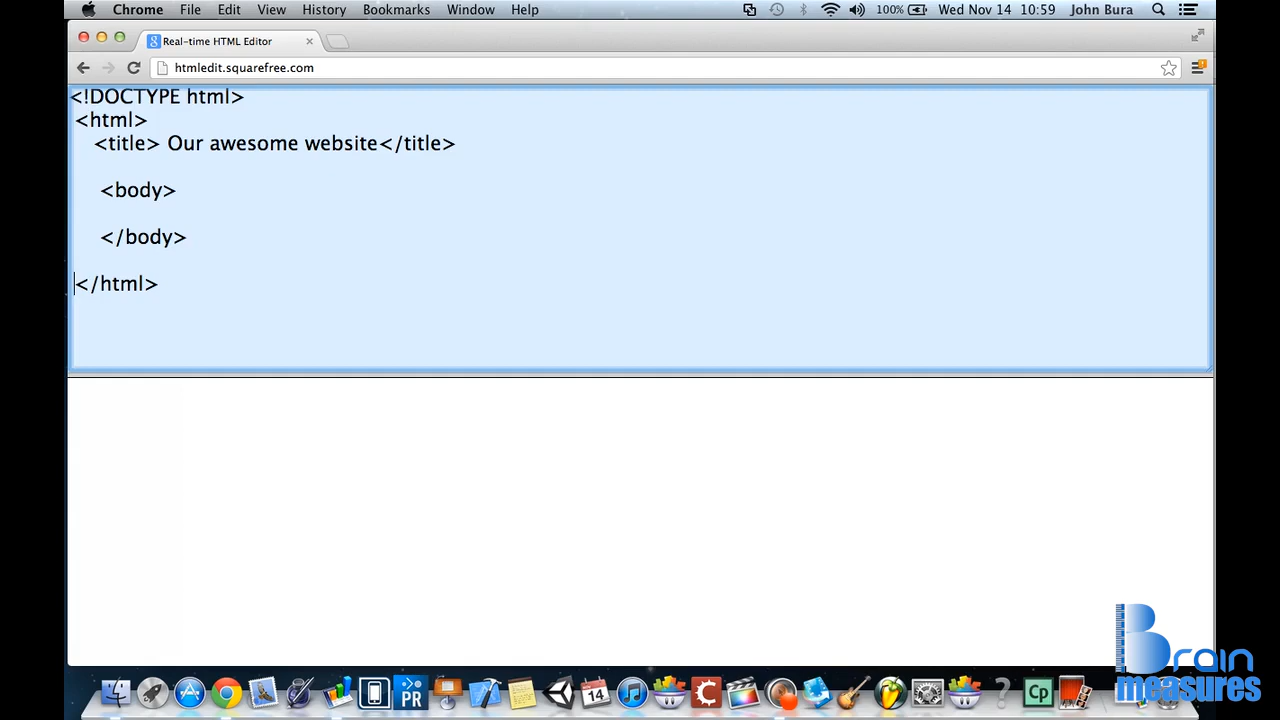 Chrome File Edit View History Bookmarks Window Help 100% Wed Nov 14 10:59 John Bura
Real-time HTML Editor
htmledit.squarefree.com
<!DOCTYPE html>
<html>
<title> Our awesome website</title>
<body>
</body>
</html>
PR 14 ? Cp
Brain
measures